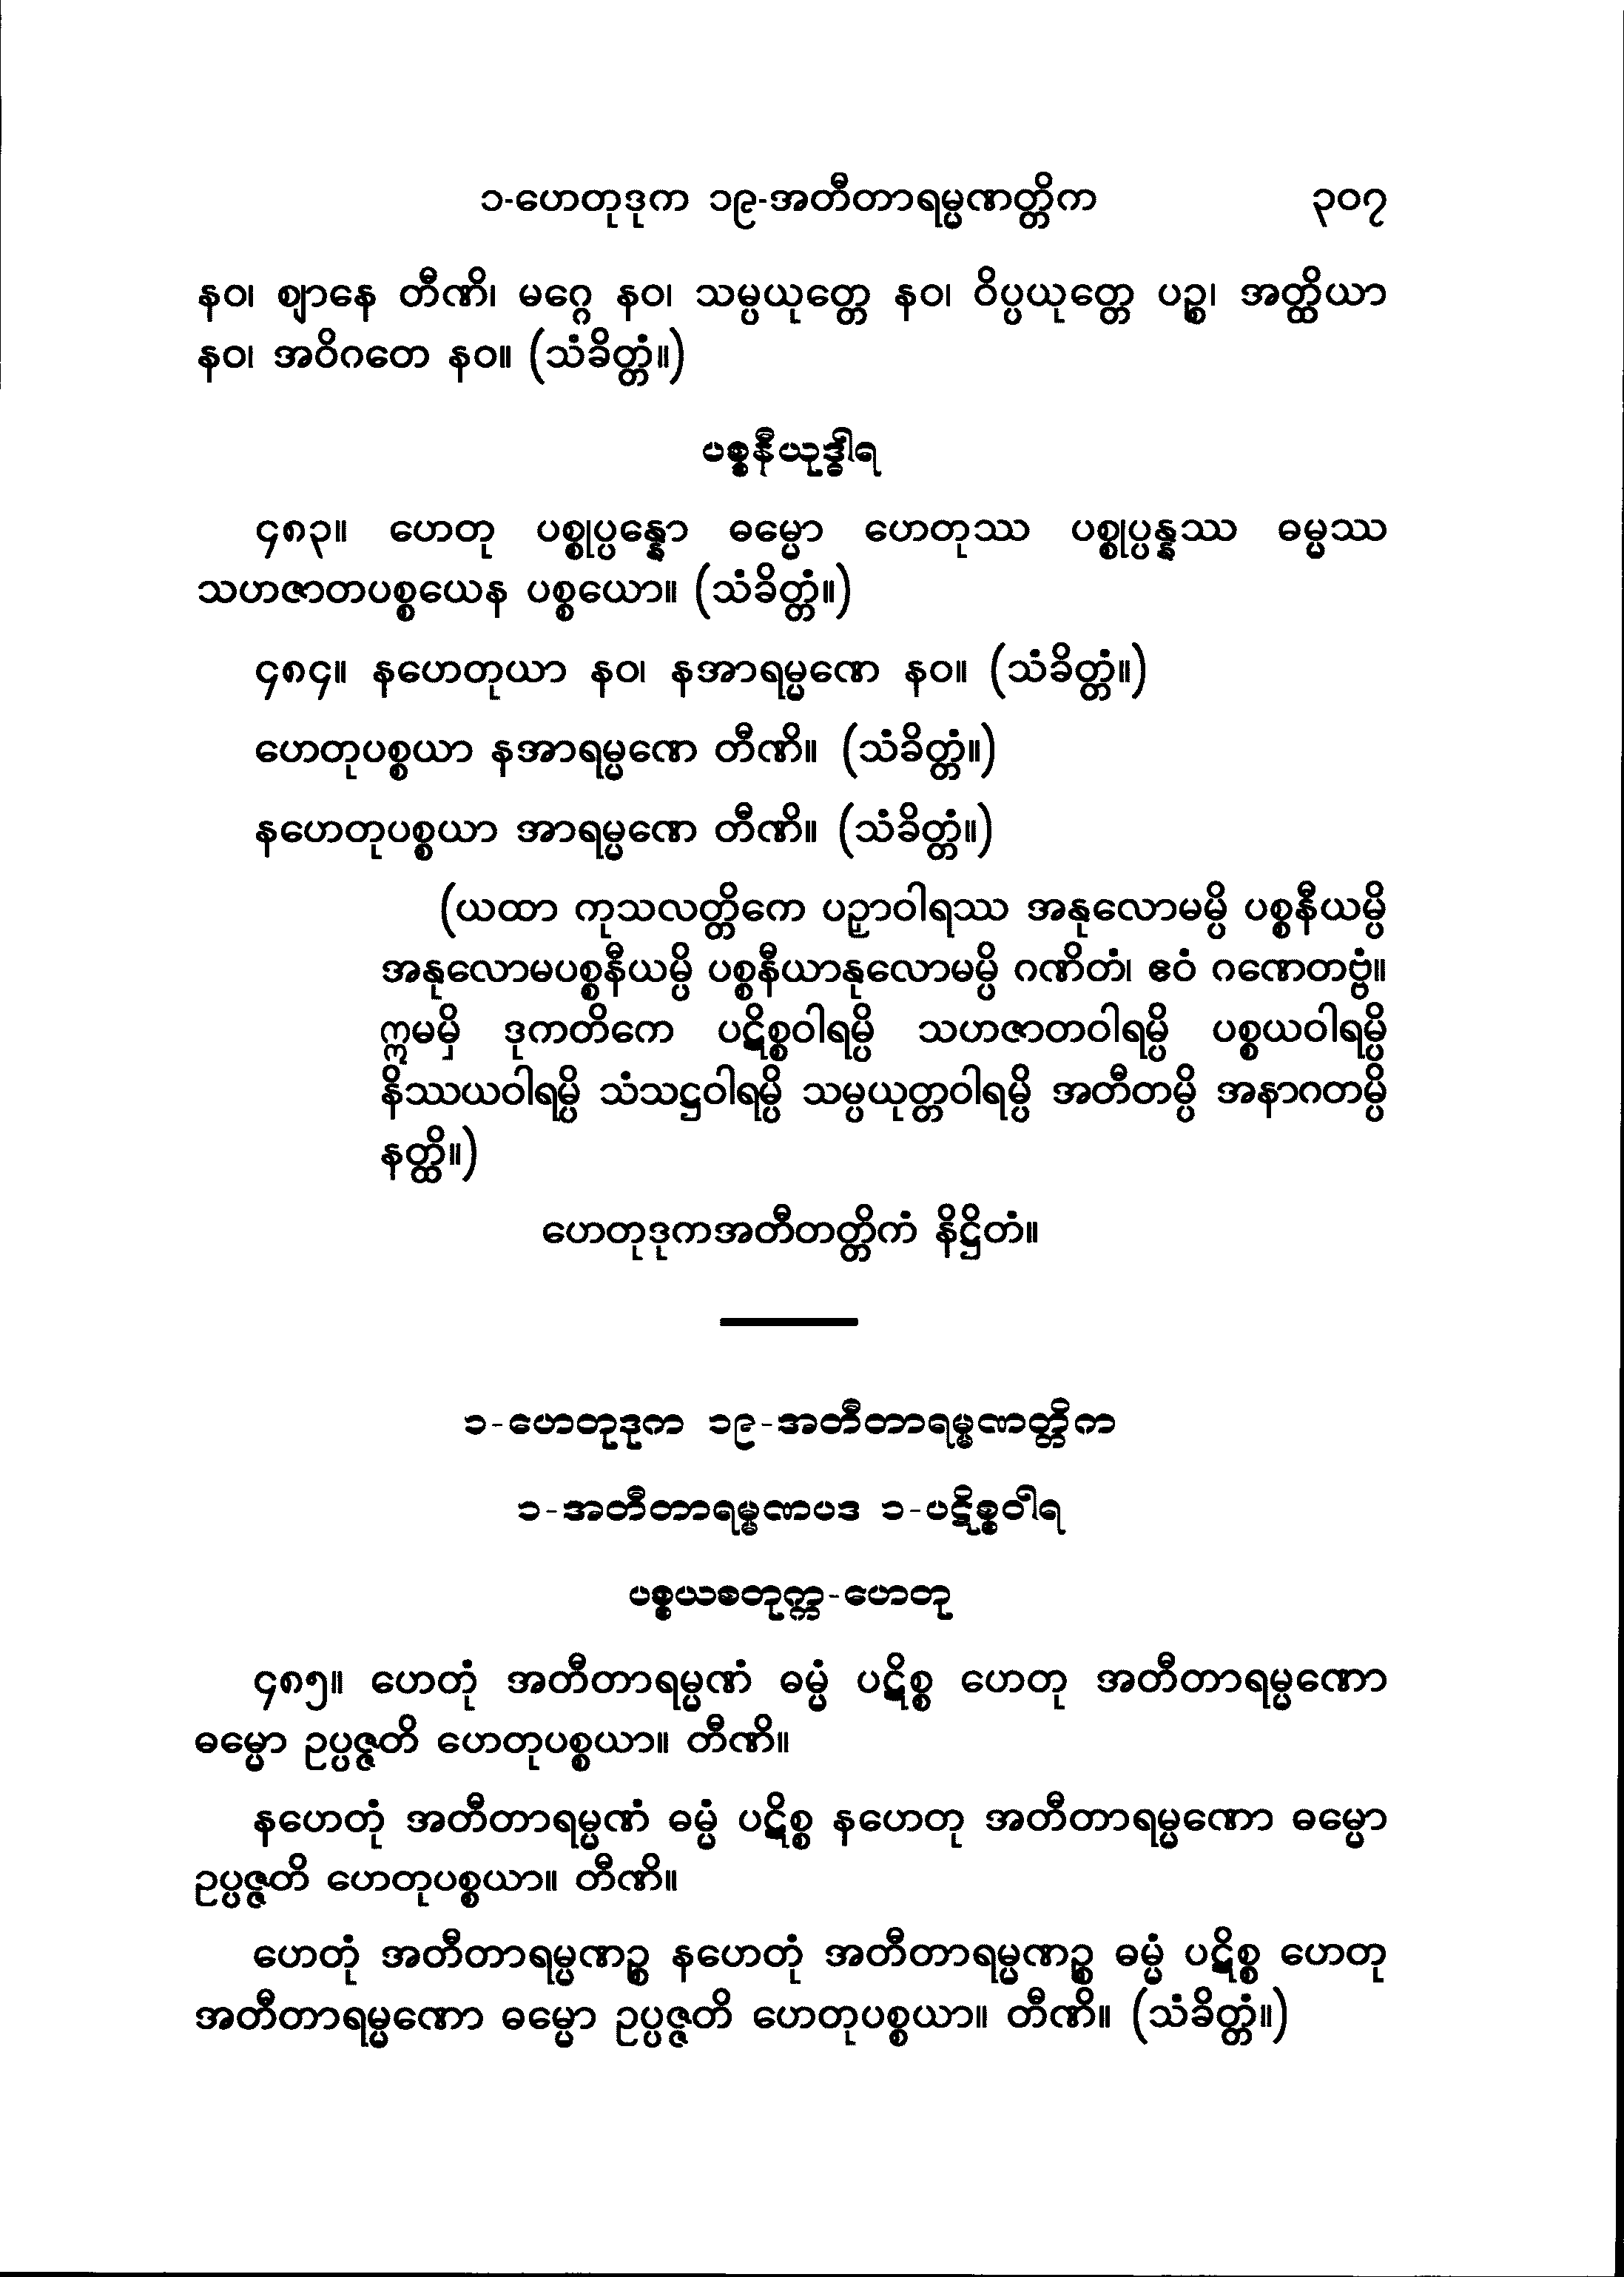 ၁-ဟေတုဒုက ၁၉-အတီတာရမ္မဏတ္တိက ၃၀၇
နဝ၊ ဈာနေ တီဏိ၊ မဂ္ဂေ နဝ၊ သမ္ပယုတ္တေ နဝ၊ ဝိပ္ပယုတ္တေ ပဉ္စ၊ အတ္ထိယာ
နဝ၊ အဝိဂတေ နဝ။ (သံခိတ္တံ။)
ပစ္စနီယုဒ္ဓါရ
၄၈၃။ ဟေတု ပစ္စုပ္ပန္နော ဓမ္မော ဟေတုဿ ပစ္စုပ္ပန္နဿ ဓမ္မဿ
သဟဇာတပစ္စယေန ပစ္စယော။ (သံခိတ္တံ။)
၄၈၄။ နဟေတုယာ နဝ၊ နအာရမ္မဏေ နဝ။ (သံခိတ္တံ။)
ဟေတုပစ္စယာ နအာရမ္မဏေ တီဏိ။ (သံခိတ္တံ။)
နဟေတုပစ္စယာ အာရမ္မဏေ တီဏိ။ (သံခိတ္တံ။)
(ယထာ ကုသလတ္တိကေ ပဉှာဝါရဿ အနုလောမမ္ပိ ပစ္စနီယမ္ပိ
အနုလောမပစ္စနီယမ္ပိ ပစ္စနီယာနုလောမမ္ပိ ဂဏိတံ၊ ဧဝံ ဂဏေတဗ္ဗံ။
ဣမမှိ ဒုကတိကေ ပဋိစ္စဝါရမ္ပိ သဟဇာတဝါရမ္ပိ ပစ္စယဝါရမ္ပိ
နိဿယဝါရမ္ပိ သံသဋ္ဌဝါရမ္ပိ သမ္ပယုတ္တဝါရမ္ပိ အတီတမ္ပိ အနာဂတမ္ပိ
နတ္ထိ။)
ဟေတုဒုကအတီတတ္တိကံ နိဋ္ဌိတံ။
၁-ဟေတုဒုက ၁၉-အတီတာရမ္မဏတ္တိက
၁-အတီတာရမ္မဏပဒ ၁-ပဋိစ္စဝါရ
ပစ္စယစတုက္က-ဟေတု
၄၈၅။ ဟေတုံ အတီတာရမ္မဏံ ဓမ္မံ ပဋိစ္စ ဟေတု အတီတာရမ္မဏော
ဓမ္မော ဥပ္ပဇ္ဇတိ ဟေတုပစ္စယာ။ တီဏိ။
နဟေတုံ အတီတာရမ္မဏံ ဓမ္မံ ပဋိစ္စ နဟေတု အတီတာရမ္မဏော ဓမ္မော
ဥပ္ပဇ္ဇတိ ဟေတုပစ္စယာ။ တီဏိ။
ဟေတုံ အတီတာရမ္မဏဉ္စ နဟေတုံ အတီတာရမ္မဏဉ္စ ဓမ္မံ ပဋိစ္စ ဟေတု
အတီတာရမ္မဏော ဓမ္မော ဥပ္ပဇ္ဇတိ ဟေတုပစ္စယာ။ တီဏိ။ (သံခိတ္တံ။)